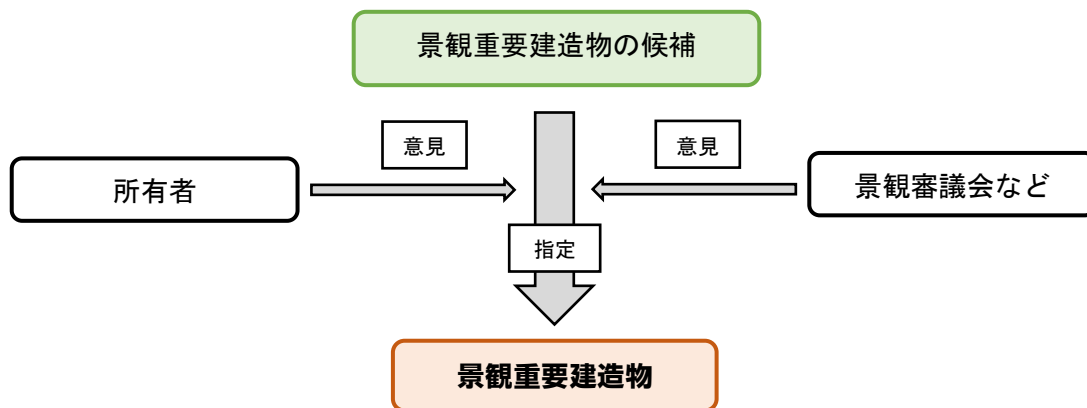 景観重要建造物の候補
意見
意見
所有者
景観審議会など
指定
景観重要建造物